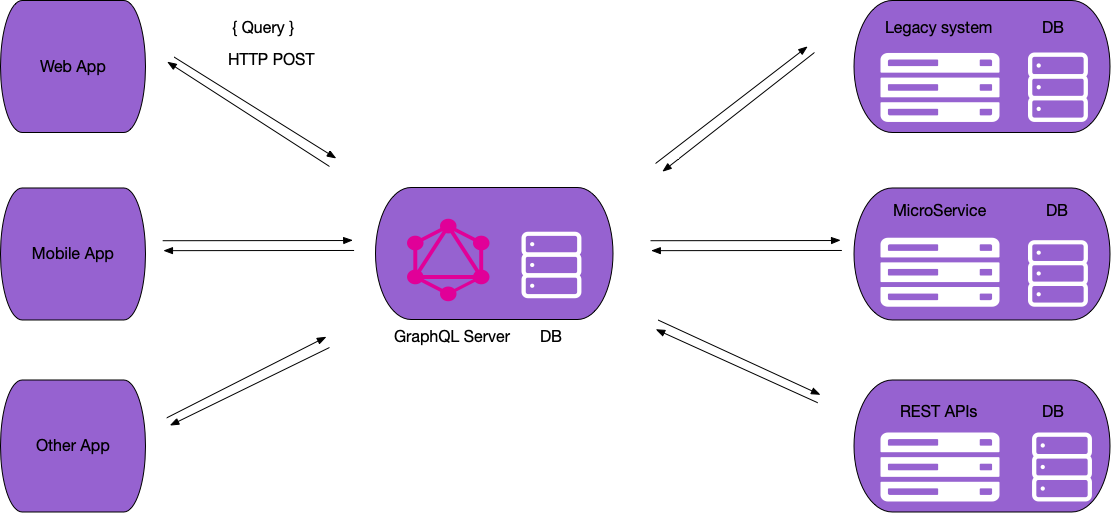 { Query }
HTTP POST
Web App
Mobile App
Other App
GraphQL Server DB
Legacy system DB
MicroService DB
REST APIs DB